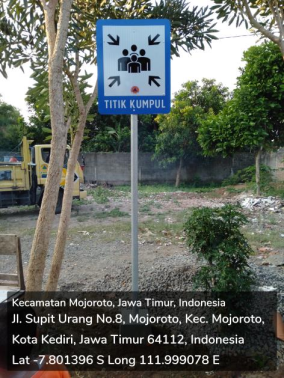 TITIK KUMPUL
Kecamatan Mojoroto, Jawa Timur, Indonesia
Jl. Supit Urang No.8, Mojoroto, Kec. Mojoroto,
Kota Kediri, Jawa Timur 64112, Indonesia
Lat -7.801396 S Long 111.999078 E